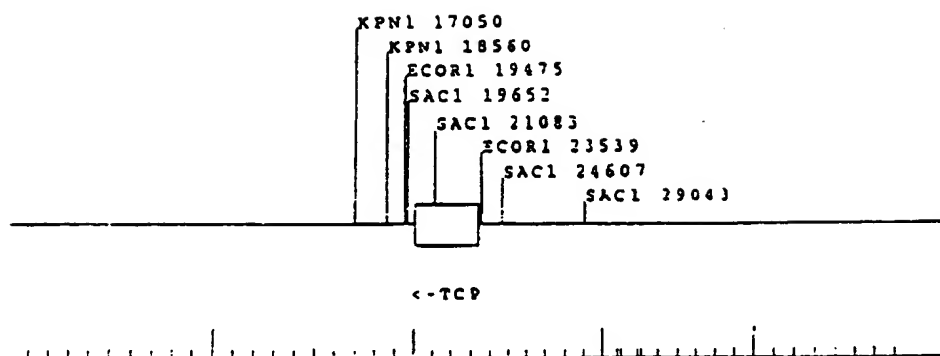 KPN1 17050
KPN1 18560
ECOR1 19475
SAC1 19652
SAC1 21083
ECOR1 23539
SAC1 24607
SAC1 29043
<-TCP